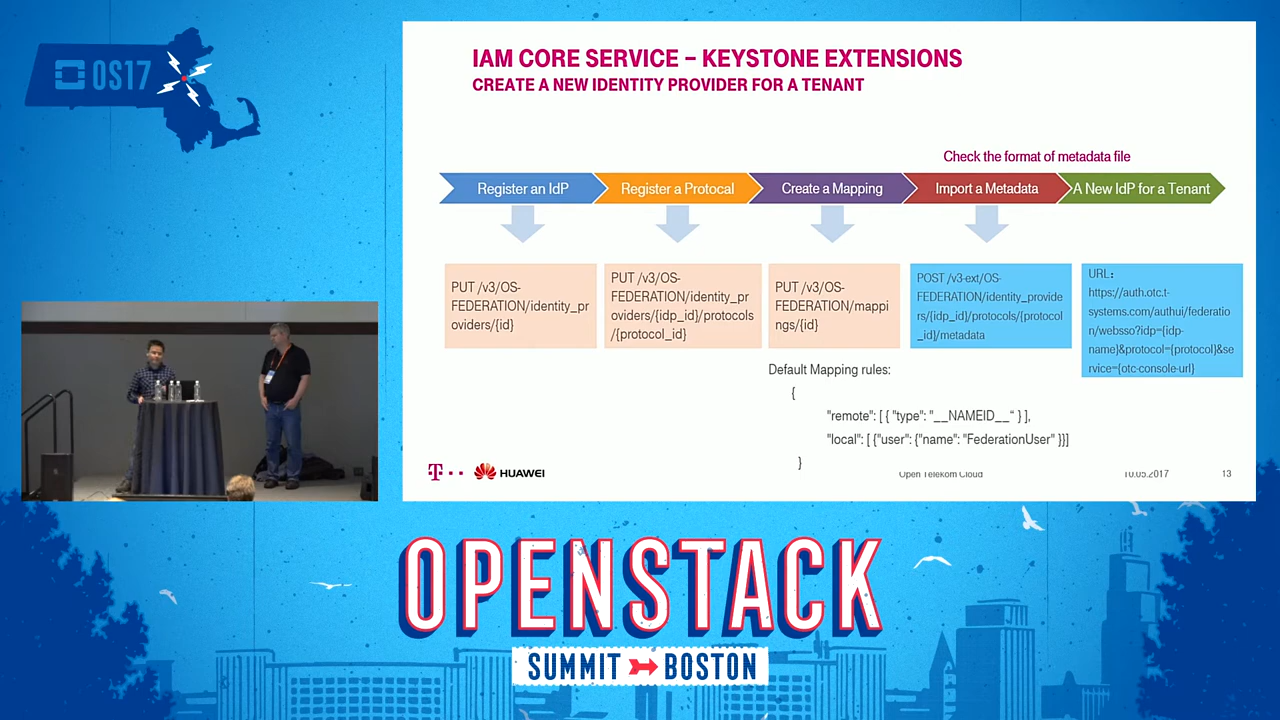 OS17
IAM CORE SERVICE – KEYSTONE EXTENSIONS
CREATE A NEW IDENTITY PROVIDER FOR A TENANT
Check the format of metadata file
Register an IdP
Register a Protocal
Create a Mapping
Import a Metadata
A New IdP for a Tenant
PUT /v3/OS-
FEDERATION/identity_pr
oviders/{id}
PUT /v3/OS-
FEDERATION/identity_pr
oviders/{idp_id}/protocols
/{protocol_id}
PUT /v3/OS-
FEDERATION/mappi
ngs/{id}
POST /v3-ext/OS-
FEDERATION/identity_provide
rs/{idp_id}/protocols/{protocol
_id}/metadata
URL:
https://auth.otc.t-
systems.com/authui/federatio
n/websso?idp={idp-
name}&protocol={protocol}&se
rvice={otc-console-url}
Default Mapping rules:
{
"remote": [ { "type": "__NAMEID__“ } ],
"local": [ {"user": {"name": "FederationUser" }}]
}
T
HUAWEI
Open Telekom Cloud
10.05.2017
13
OPENSTACK
SUMMIT BOSTON